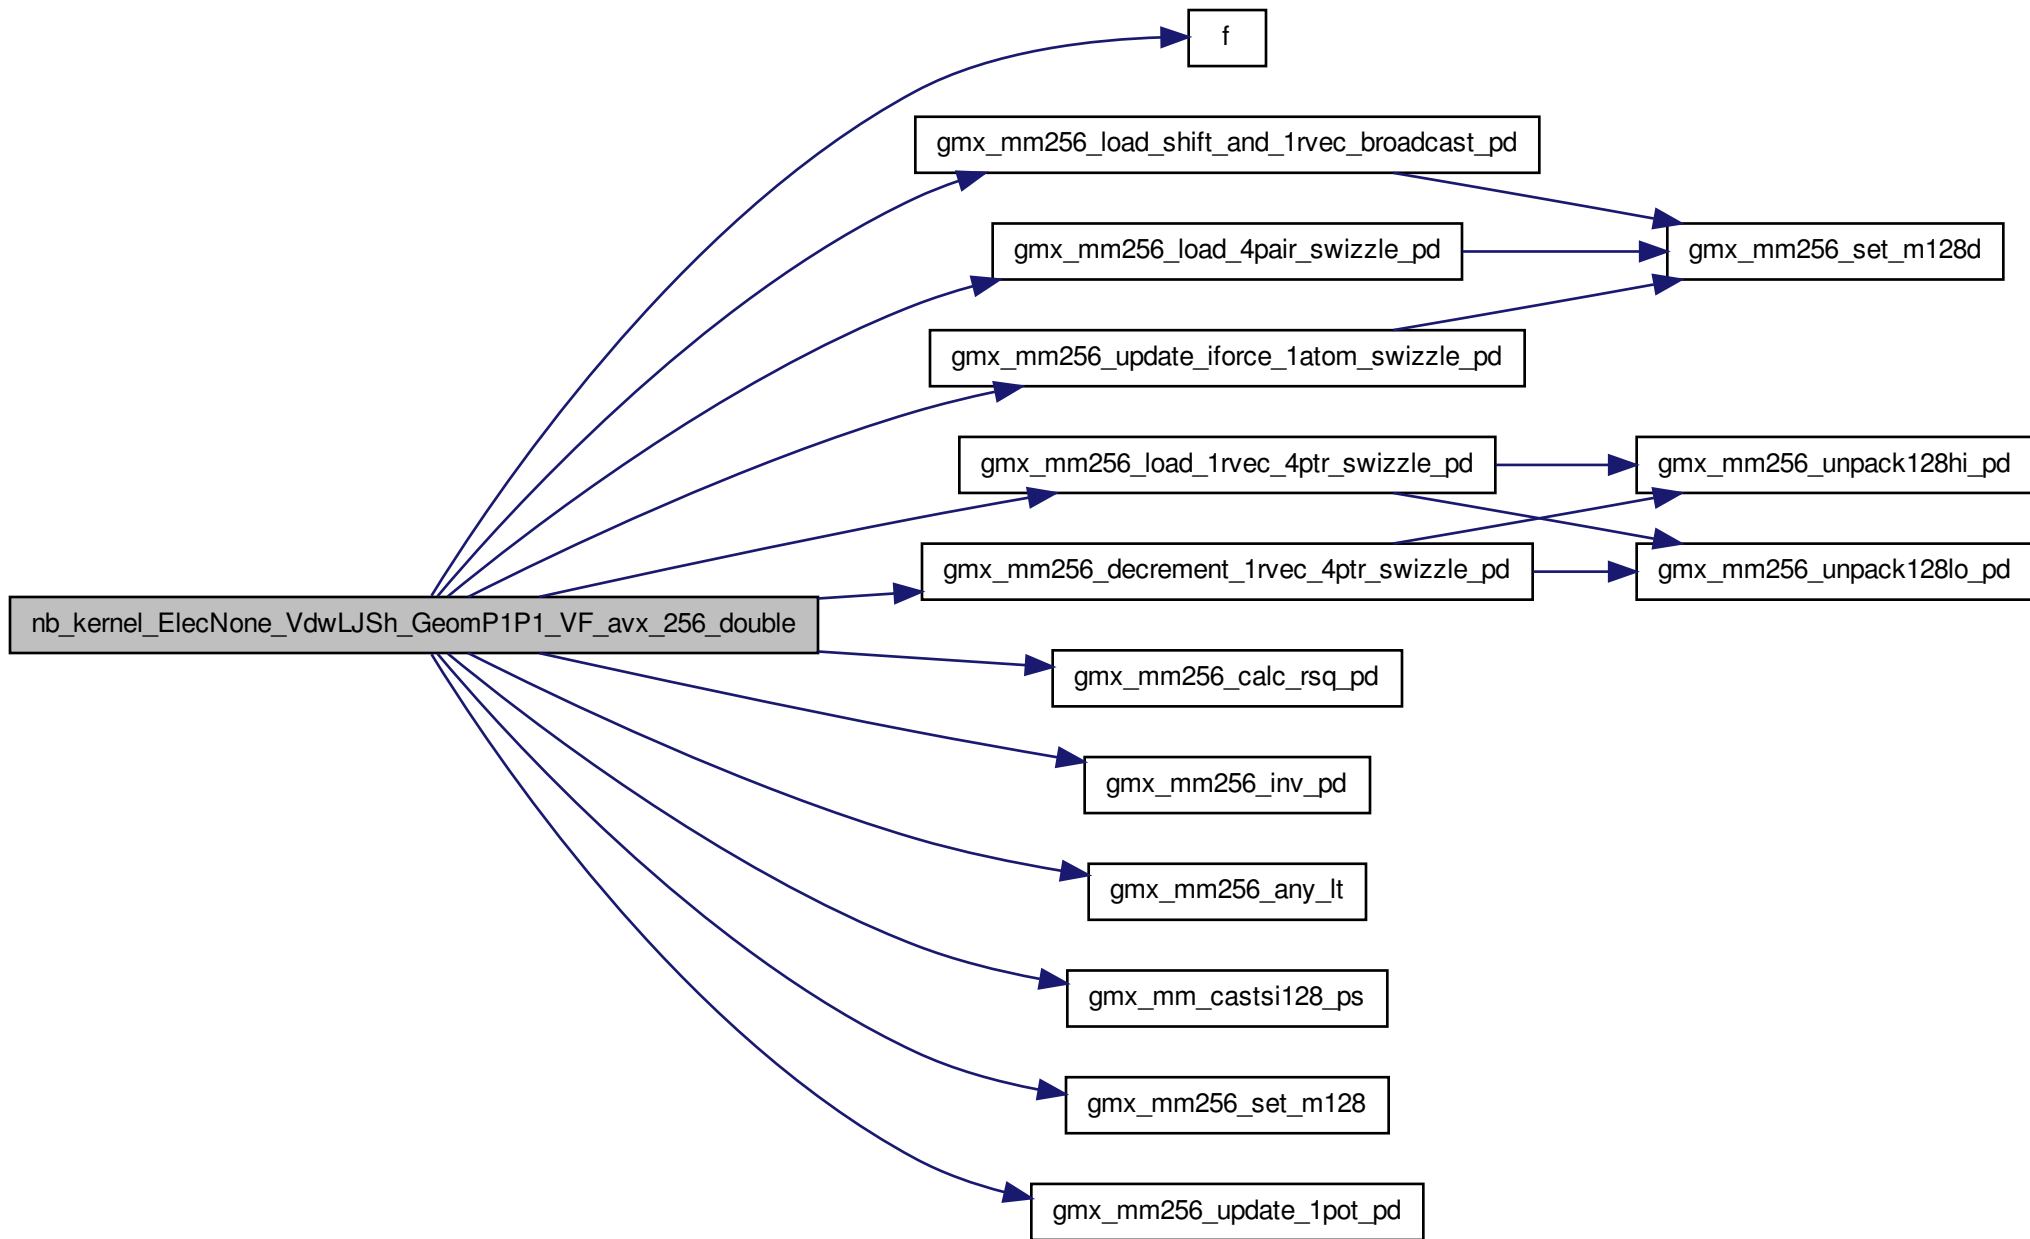 f
gmx_mm256_load_shift_and_1rvec_broadcast_pd
gmx_mm256_load_4pair_swizzle_pd
gmx_mm256_set_m128d
gmx_mm256_update_iforce_1atom_swizzle_pd
gmx_mm256_load_1rvec_4ptr_swizzle_pd
gmx_mm256_unpack128hi_pd
gmx_mm256_decrement_1rvec_4ptr_swizzle_pd
gmx_mm256_unpack128lo_pd
nb_kernel_ElecNone_VdwLJSh_GeomP1P1_VF_avx_256_double
gmx_mm256_calc_rsq_pd
gmx_mm256_inv_pd
gmx_mm256_any_lt
gmx_mm_castsi128_ps
gmx_mm256_set_m128
gmx_mm256_update_1pot_pd